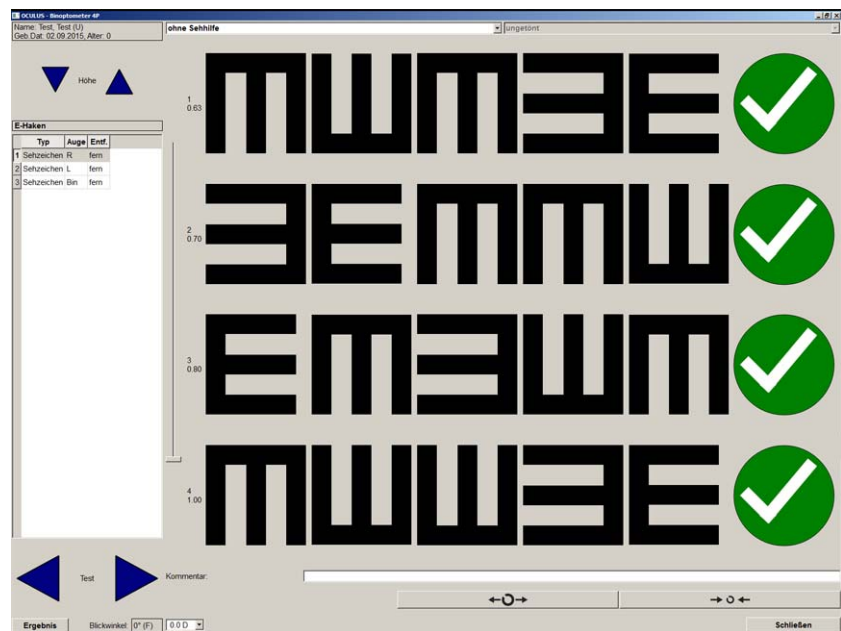 OCULUS - Binoptometer 4P
Name: Test, Test (U)
Geb.Dat: 02.09.2015, Alter: 0
ohne Sehhilfe
ungetönt
Höhe
E-Haken
Typ Auge Entf.
1 Sehzeichen R fern
2 Sehzeichen L fern
3 Sehzeichen Bin fern
1
0.63
2
0.70
3
0.80
4
1.00
Test
Kommentar:
Ergebnis
Blickwinkel: 0° (F)
0.0 D
Schließen